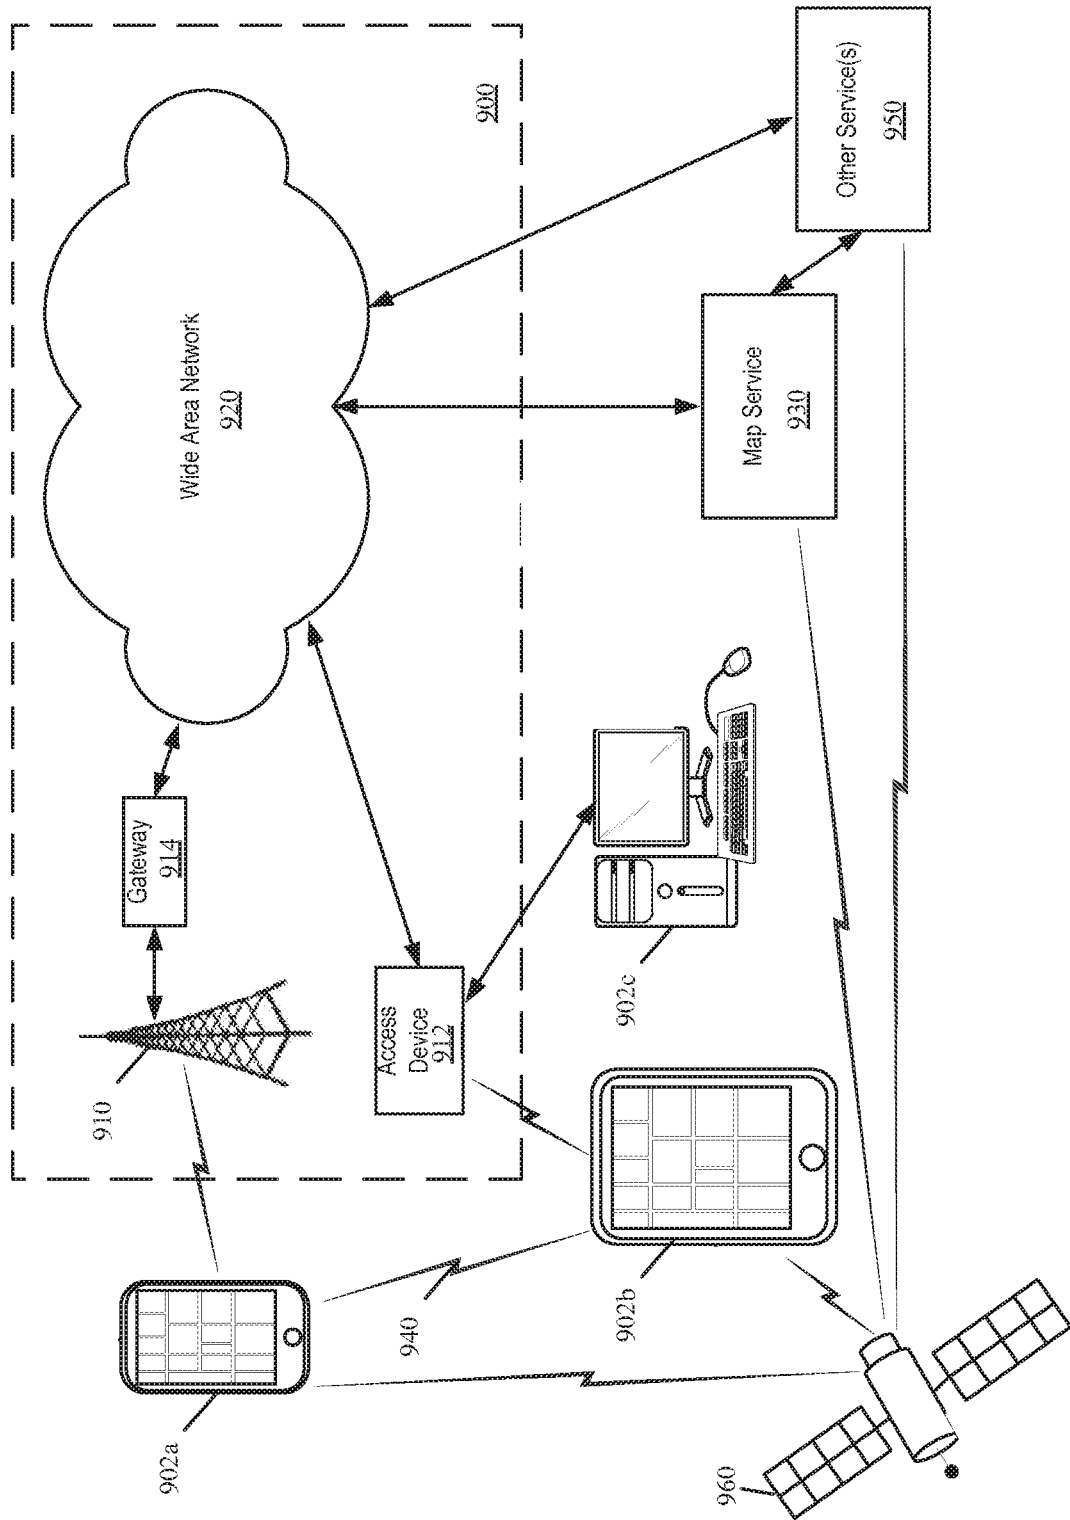 902a
910
Gateway
914
Wide Area Network
920
900
940
Access
Device
912
902b
902c
960
Map Service
930
Other Service(s)
950